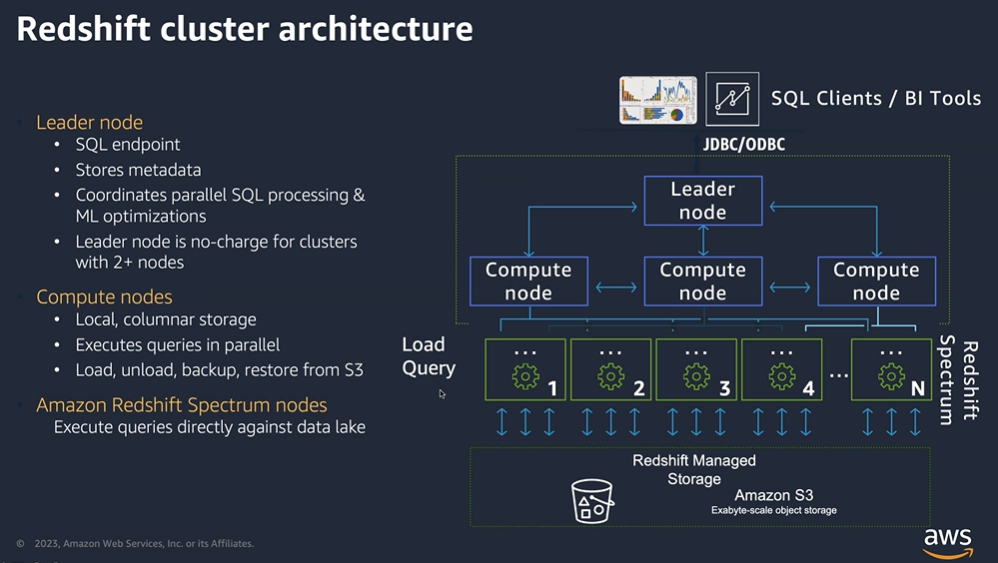 Redshift cluster architecture
Leader node
• SQL endpoint
• Stores metadata
• Coordinates parallel SQL processing &
ML optimizations
• Leader node is no-charge for clusters
with 2+ nodes
Compute nodes
• Local, columnar storage
• Executes queries in parallel
• Load, unload, backup, restore from S3
Amazon Redshift Spectrum nodes
Execute queries directly against data lake
SQL Clients / BI Tools
JDBC/ODBC
Leader
node
Compute
node
Compute
node
Compute
node
Load
Query
... 1
... 2
... 3
... 4
...
... N
Redshift
Spectrum
Redshift Managed
Storage
Amazon S3
Exabyte-scale object storage
© 2023, Amazon Web Services, Inc. or its Affiliates.
aws